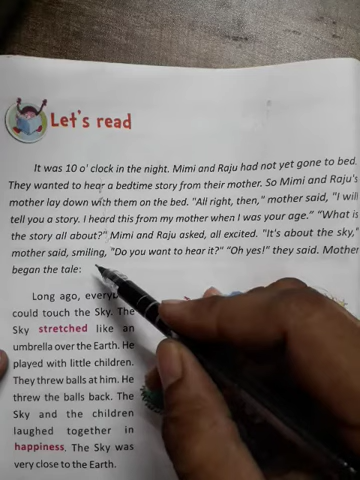 Let's read
It was 10 o' clock in the night. Mimi and Raju had not yet gone to bed.
They wanted to hear a bedtime story from their mother. So Mimi and Raju's
mother lay down with them on the bed. "All right, then," mother said, "I will
tell you a story. I heard this from my mother when I was your age." "What is
the story all about?" Mimi and Raju asked, all excited. "It's about the sky,"
mother said, smiling, "Do you want to hear it?" "Oh yes!" they said. Mother
began the tale:
Long ago,
could touch the Sky. The
Sky stretched like an
umbrella over the Earth. He
played with little children.
They threw balls at him. He
threw the balls back. The
Sky and the children
laughed together in
happiness. The Sky was
very close to the Earth.